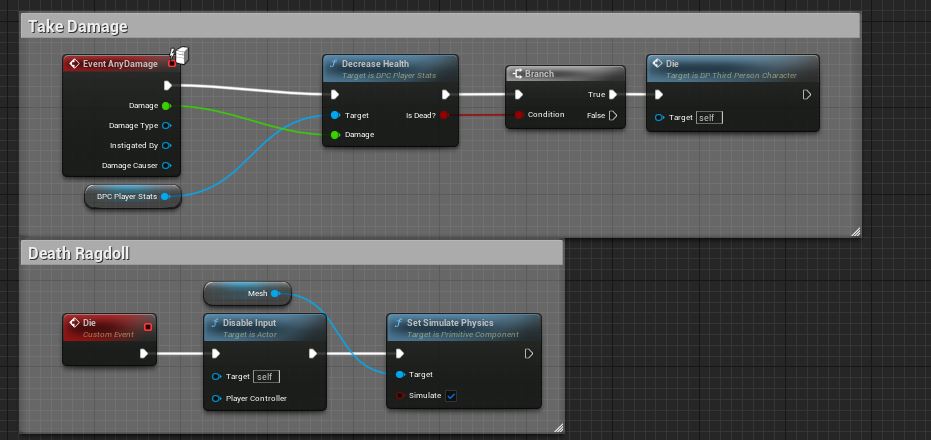 Take Damage
Event AnyDamage
Damage
Damage Type
Instigated By
Damage Causer
BPC Player Stats
Decrease Health
Target is BPC Player Stats
Target
Is Dead?
Damage
Branch
True
Condition
False
Die
Target is BP Third Person Character
Target self
Death Ragdoll
Mesh
Die
Custom Event
Disable Input
Target is Actor
Target self
Player Controller
Set Simulate Physics
Target is Primitive Component
Target
Simulate